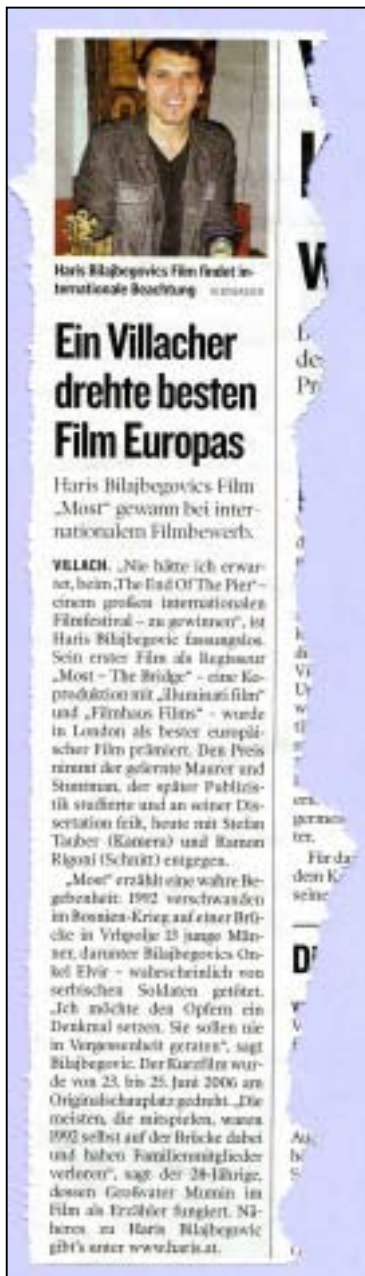 Haris Bilajbegovics Film findet in-
ternationale Beachtung
Ein Villacher
drehte besten
Film Europas
Haris Bilajbegovics Film
„Most“ gewann bei inter-
nationalem Filmbewerb.
VILLACH. „Nie hätte ich erwar-
tet, beim ‚The End Of The Pier‘ –
einem großen internationalen
Filmfestival – zu gewinnen“, ist
Haris Bilajbegovic fassungslos.
Sein erster Film als Regisseur
„Most – The Bridge“ – eine Ko-
produktion mit „illuminati film“
und „Filmhaus Films“ – wurde
in London als bester europäi-
scher Film prämiert. Den Preis
nimmt der gelernte Maurer und
Stuntman, der später Publizis-
tik studierte und an seiner Dis-
sertation feilt, heute mit Stefan
Tauber (Kamera) und Ramon
Rigoni (Schnitt) entgegen.
„Most“ erzählt eine wahre Be-
gebenheit: 1992 verschwanden
im Bosnien-Krieg auf einer Brü-
cke in Vrhpolje 13 junge Män-
ner, darunter Bilajbegovics On-
kel Elvir – wahrscheinlich von
serbischen Soldaten getötet.
„Ich möchte den Opfern ein
Denkmal setzen. Sie sollen nie
in Vergessenheit geraten“, sagt
Bilajbegovic. Der Kurzfilm wur-
de von 23. bis 25. Juni 2006 am
Originalschauplatz gedreht. „Die
meisten, die mitspielen, waren
1992 selbst auf der Brücke dabei
und haben Familienmitglieder
verloren“, sagt der 28-Jährige,
dessen Großvater Mumin im
Film als Erzähler fungiert. Nä-
heres zu Haris Bilajbegovic
gibt's unter www.haris.at.
W
de
Pr
germeis
ter.
Für da
dem K
seine